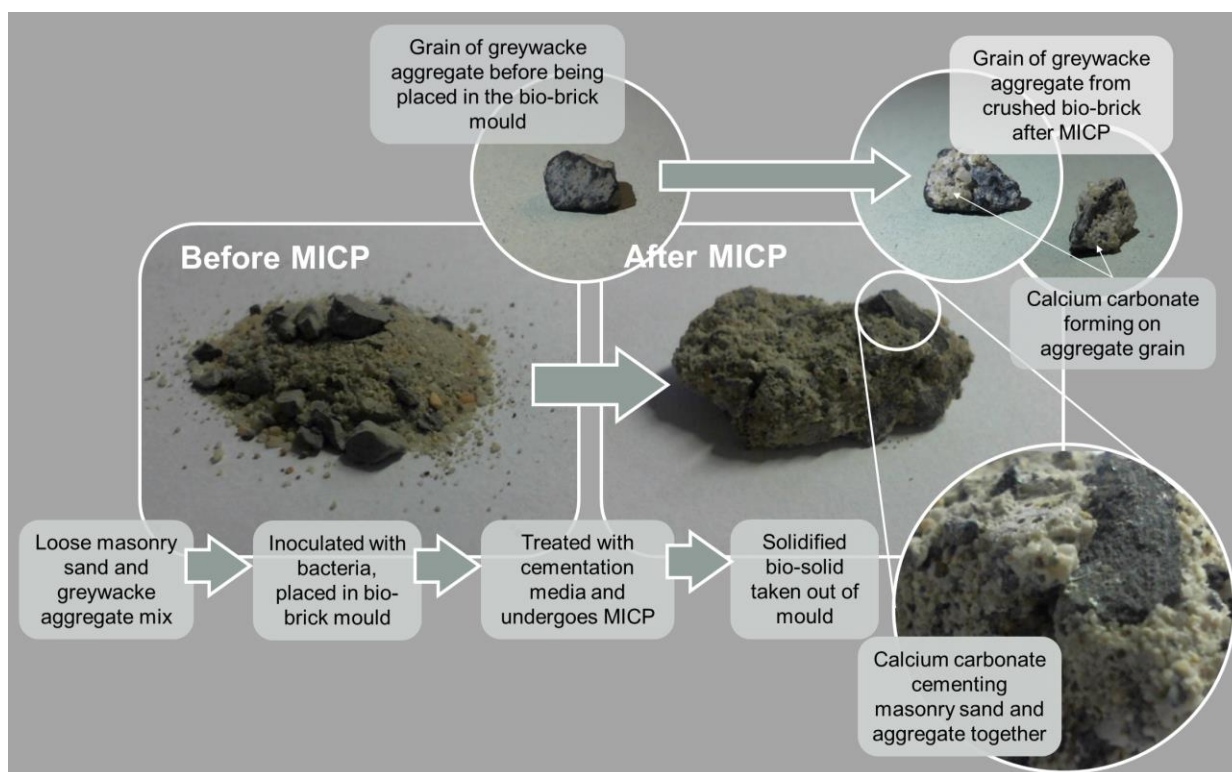 Grain of greywacke
aggregate before being
placed in the bio-brick
mould
Grain of greywacke
aggregate from
crushed bio-brick
after MICP
Before MICP
After MICP
Calcium carbonate
forming on
aggregate grain
Loose masonry
sand and
greywacke
aggregate mix
Inoculated with
bacteria,
placed in bio-
brick mould
Treated with
cementation
media and
undergoes MICP
Solidified
bio-solid
taken out of
mould
Calcium carbonate
cementing
masonry sand and
aggregate together